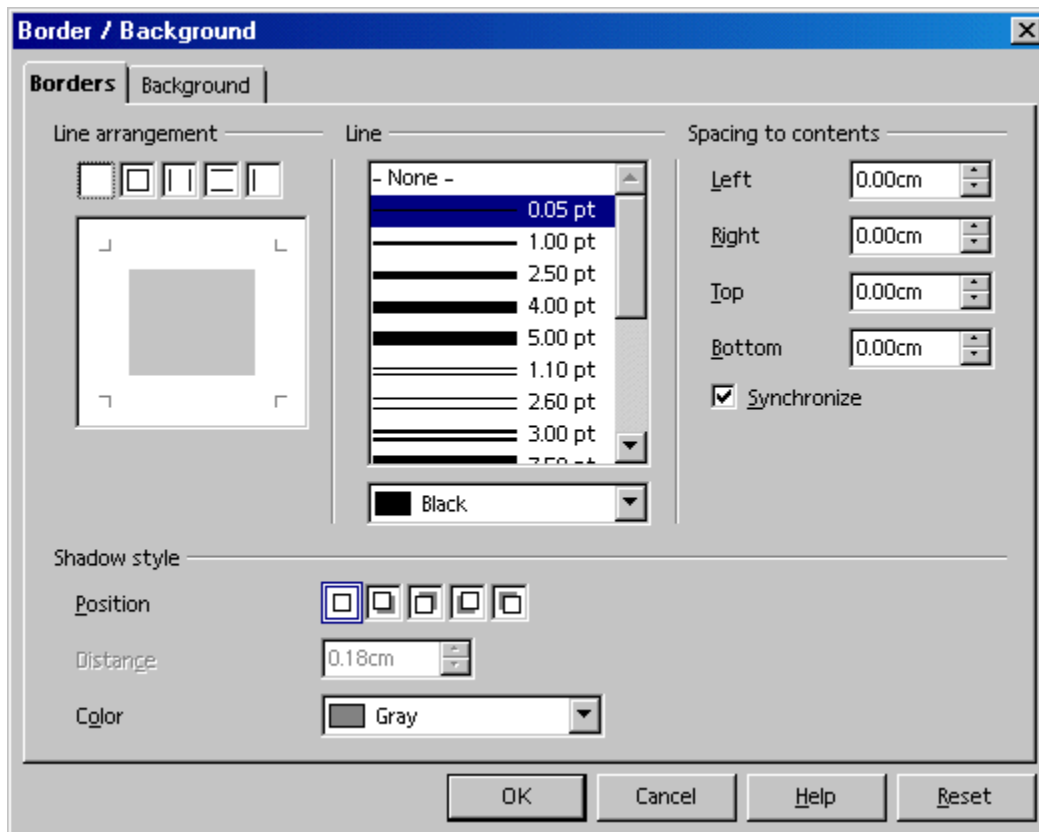 Border / Background
Borders
Background
Line arrangement
Line
- None -
0.05 pt
1.00 pt
2.50 pt
4.00 pt
5.00 pt
1.10 pt
2.60 pt
3.00 pt
Black
Spacing to contents
Left 0.00cm
Right 0.00cm
Top 0.00cm
Bottom 0.00cm
Synchronize
Shadow style
Position
Distance 0.18cm
Color Gray
OK
Cancel
Help
Reset